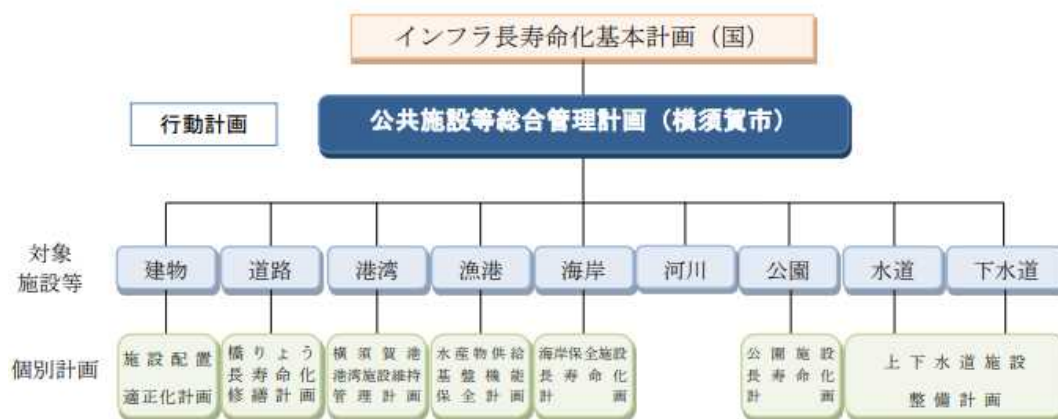 インフラ長寿命化基本計画（国）
行動計画
公共施設等総合管理計画（横須賀市）
対象
施設等
建物
道路
港湾
漁港
海岸
河川
公園
水道
下水道
個別計画
施設配置
適正化計画
橋りょう
長寿命化
修繕計画
横須賀港
港湾施設維持
管理計画
水産物供給
基盤機能
保全計画
海岸保全施設
長寿命化
計画
公園施設
長寿命化
計画
上下水道施設
整備計画